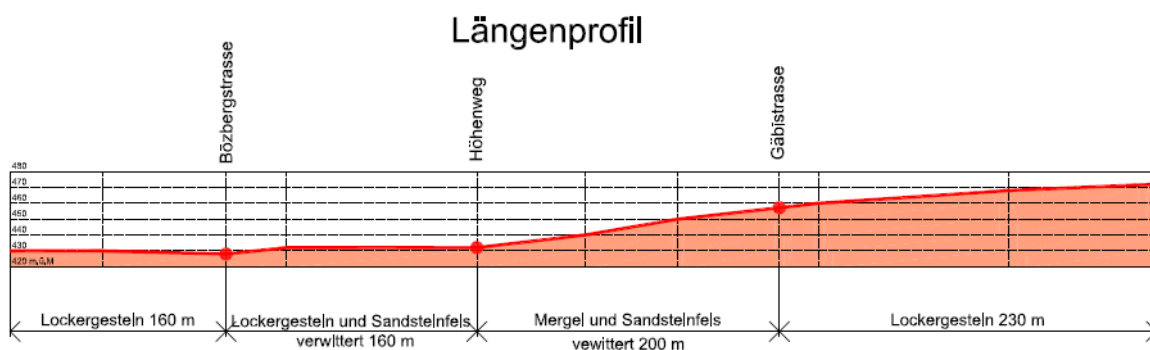 Längenprofil
Bözbergstrasse
Höhenweg
Gäbistrasse
480
470
460
450
440
430
420 m.ü.M
Lockergestein 160 m
Lockergestein und Sandsteinfels
verwittert 160 m
Mergel und Sandsteinfels
vewittert 200 m
Lockergestein 230 m